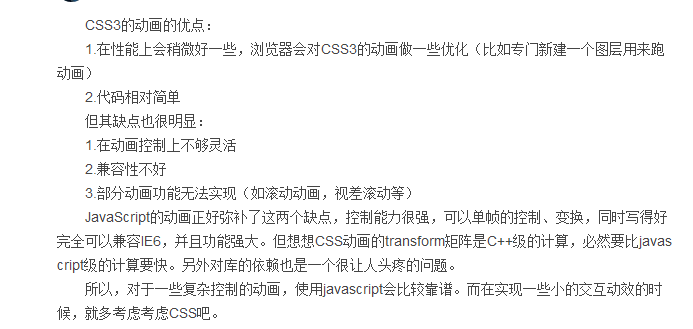 CSS3的动画的优点：
1.在性能上会稍微好一些，浏览器会对CSS3的动画做一些优化（比如专门新建一个图层用来跑
动画）
2.代码相对简单
但其缺点也很明显：
1.在动画控制上不够灵活
2.兼容性不好
3.部分动画功能无法实现（如滚动动画，视差滚动等）
JavaScript的动画正好弥补了这两个缺点，控制能力很强，可以单帧的控制、变换，同时写得好
完全可以兼容IE6，并且功能强大。但想想CSS动画的transform矩阵是C++级的计算，必然要比javas
cript级的计算要快。另外对库的依赖也是一个很让人头疼的问题。
所以，对于一些复杂控制的动画，使用javascript会比较靠谱。而在实现一些小的交互动效的时
候，就多考虑考虑CSS吧。